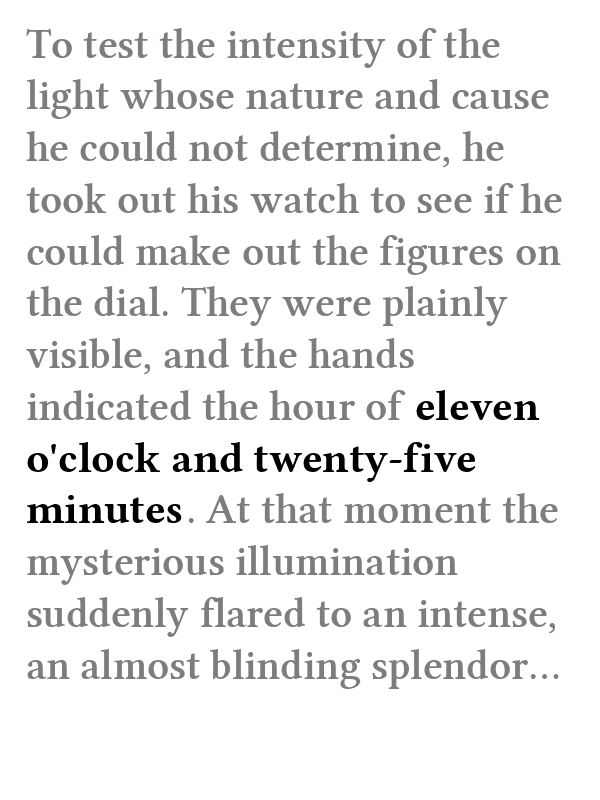 To test the intensity of the
light whose nature and cause
he could not determine, he
took out his watch to see if he
could make out the figures on
the dial. They were plainly
visible, and the hands
indicated the hour of eleven
o'clock and twenty-five
minutes. At that moment the
mysterious illumination
suddenly flared to an intense,
an almost blinding splendor…